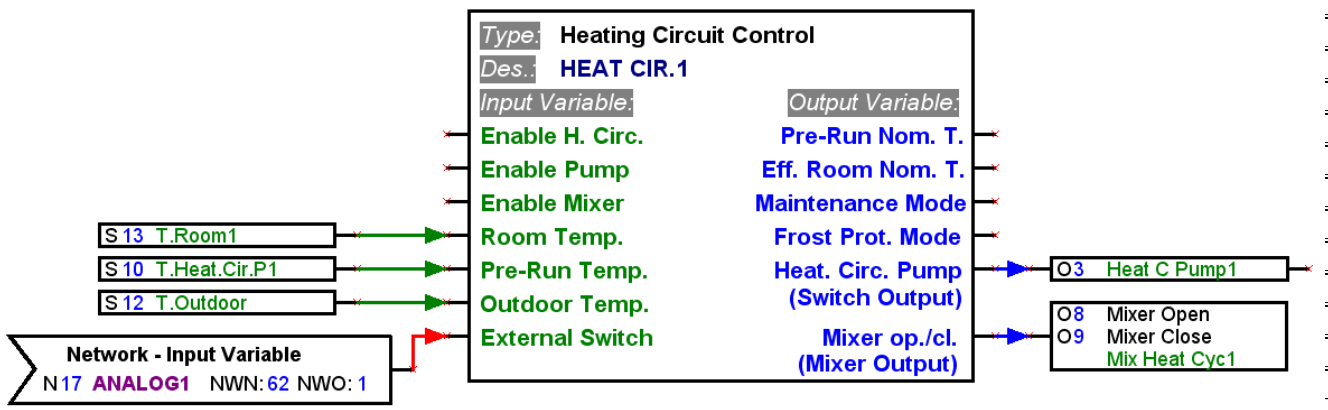 Type: Heating Circuit Control
Des.: HEAT CIR.1
Input Variable: Output Variable:
Enable H. Circ. Pre-Run Nom. T.
Enable Pump Eff. Room Nom. T.
Enable Mixer Maintenance Mode
S 13 T.Room1 Room Temp. Frost Prot. Mode
S 10 T.Heat.Cir.P1 Pre-Run Temp. Heat. Circ. Pump O3 Heat C Pump1
(Switch Output)
S 12 T.Outdoor Outdoor Temp.
O8 Mixer Open
External Switch Mixer op./cl. O9 Mixer Close
(Mixer Output) Mix Heat Cyc1
Network - Input Variable
N17 ANALOG1 NWN: 62 NWO: 1